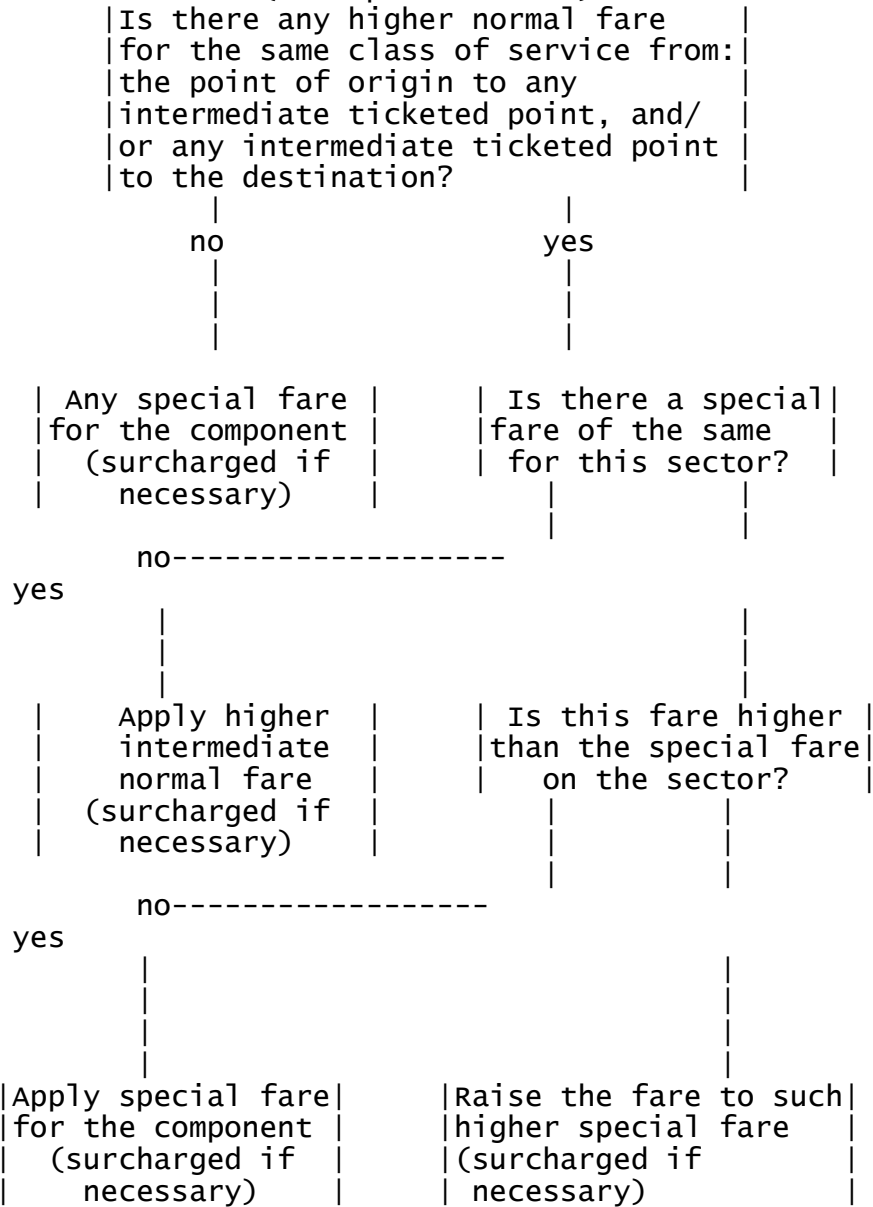 |Is there any higher normal fare |
|for the same class of service from:|
|the point of origin to any |
|intermediate ticketed point, and/ |
|or any intermediate ticketed point |
|to the destination? |
| |
no yes
| |
| |
| |
| Any special fare | | Is there a special|
|for the component | |fare of the same |
| (surcharged if | | for this sector? |
| necessary) | | |
| |
no-------------------
yes
| |
| |
| |
| Apply higher | | Is this fare higher |
| intermediate | |than the special fare|
| normal fare | | on the sector? |
| (surcharged if | | |
| necessary) | | |
| |
no------------------
yes
| |
| |
| |
| |
|Apply special fare| |Raise the fare to such|
|for the component | |higher special fare |
| (surcharged if | |(surcharged if |
| necessary) | | necessary) |